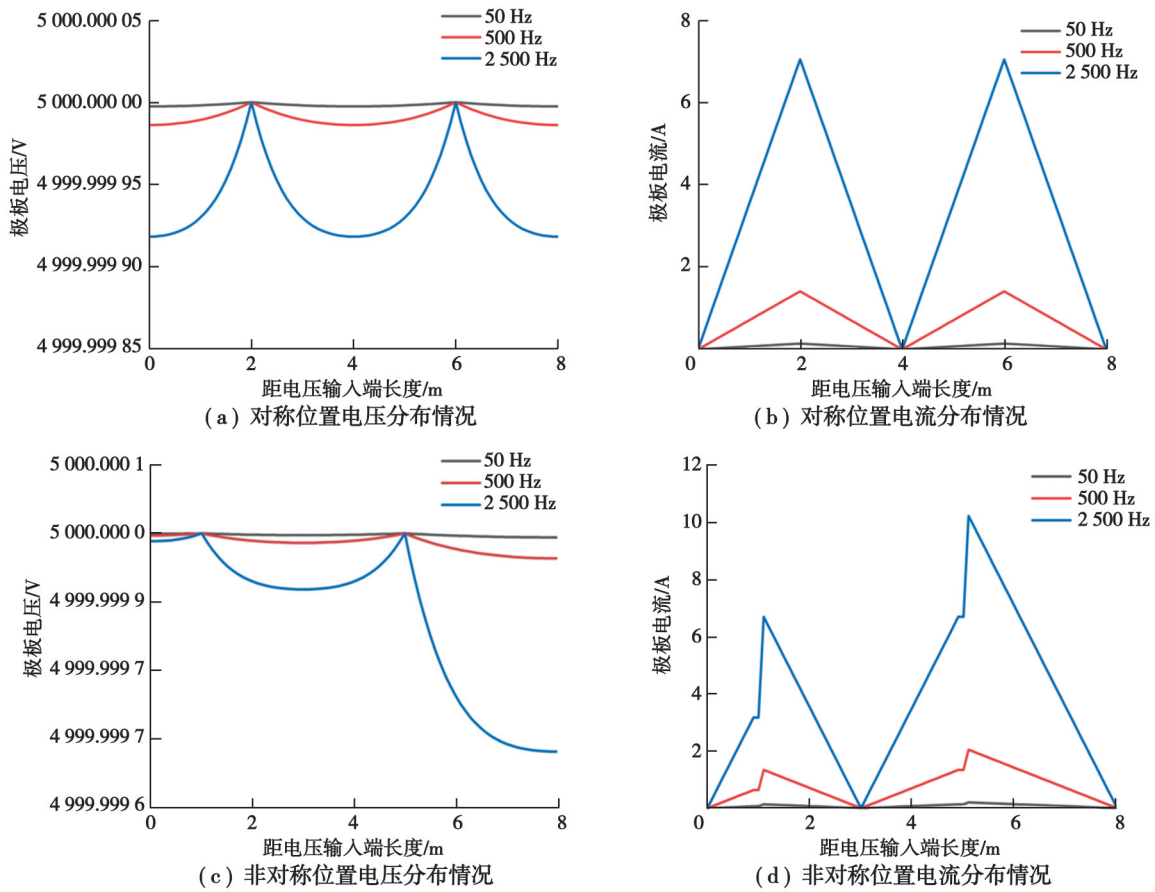 5 000.000 05
5 000.000 00
4 999.999 95
4 999.999 90
4 999.999 85
极板电压/V
50 Hz
500 Hz
2 500 Hz
0 2 4 6 8
距电压输入端长度/m
(a) 对称位置电压分布情况
8
6
4
2
极板电流/A
50 Hz
500 Hz
2 500 Hz
0 2 4 6 8
距电压输入端长度/m
(b) 对称位置电流分布情况
5 000.000 1
5 000.000 0
4 999.999 9
4 999.999 7
4 999.999 7
4 999.999 6
极板电压/V
50 Hz
500 Hz
2 500 Hz
0 2 4 6 8
距电压输入端长度/m
(c) 非对称位置电压分布情况
12
10
8
6
4
2
极板电流/A
50 Hz
500 Hz
2 500 Hz
0 2 4 6 8
距电压输入端长度/m
(d) 非对称位置电流分布情况